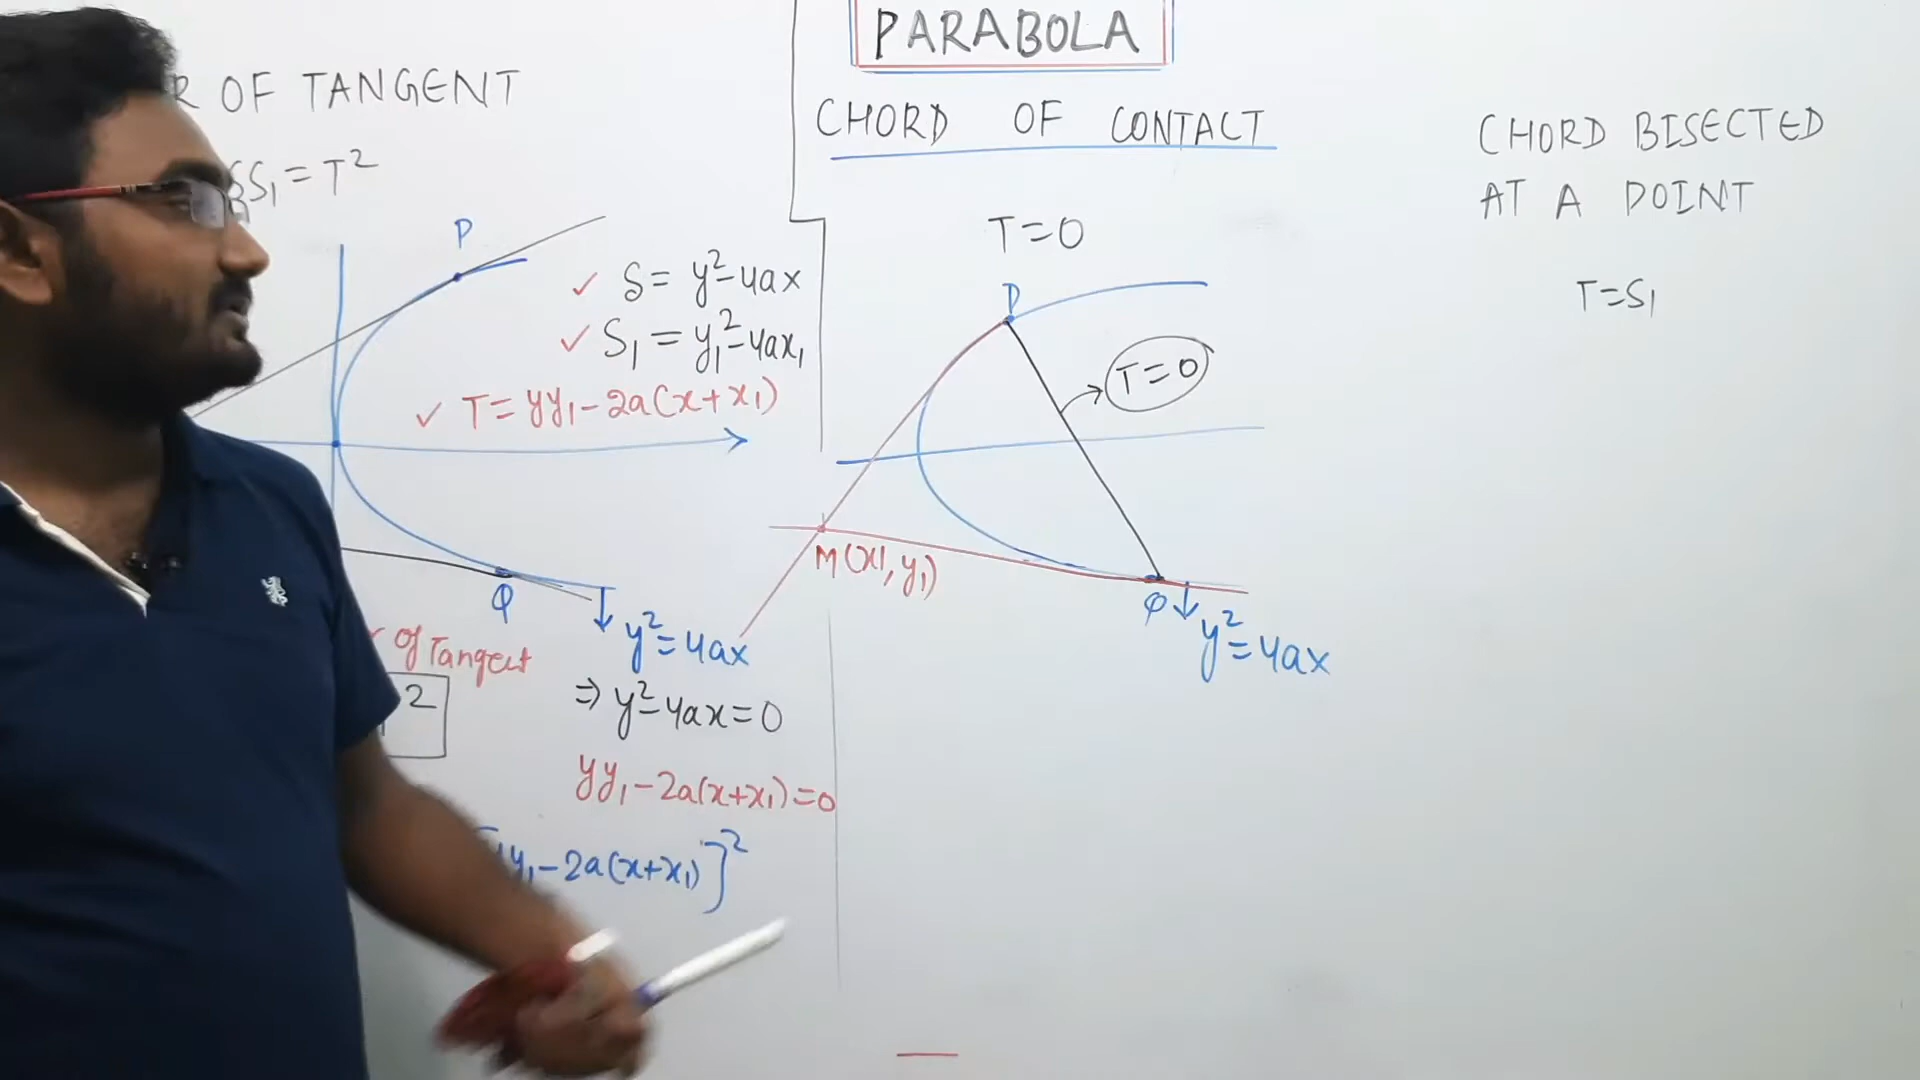 PARABOLA
R OF TANGENT
SS₁ = T²
P
✓ S = y² - 4ax
✓ S₁ = y₁² - 4ax₁
✓ T = yy₁ - 2a(x + x₁)
Q
y² = 4ax
of Tangent
2
⇒ y² - 4ax = 0
yy₁ - 2a(x+x₁) = 0
y₁ - 2a(x+x₁)]²
CHORD OF CONTACT
T = 0
P
T = 0
M(x1, y₁)
Q
y² = 4ax
CHORD BISECTED
AT A POINT
T = S₁